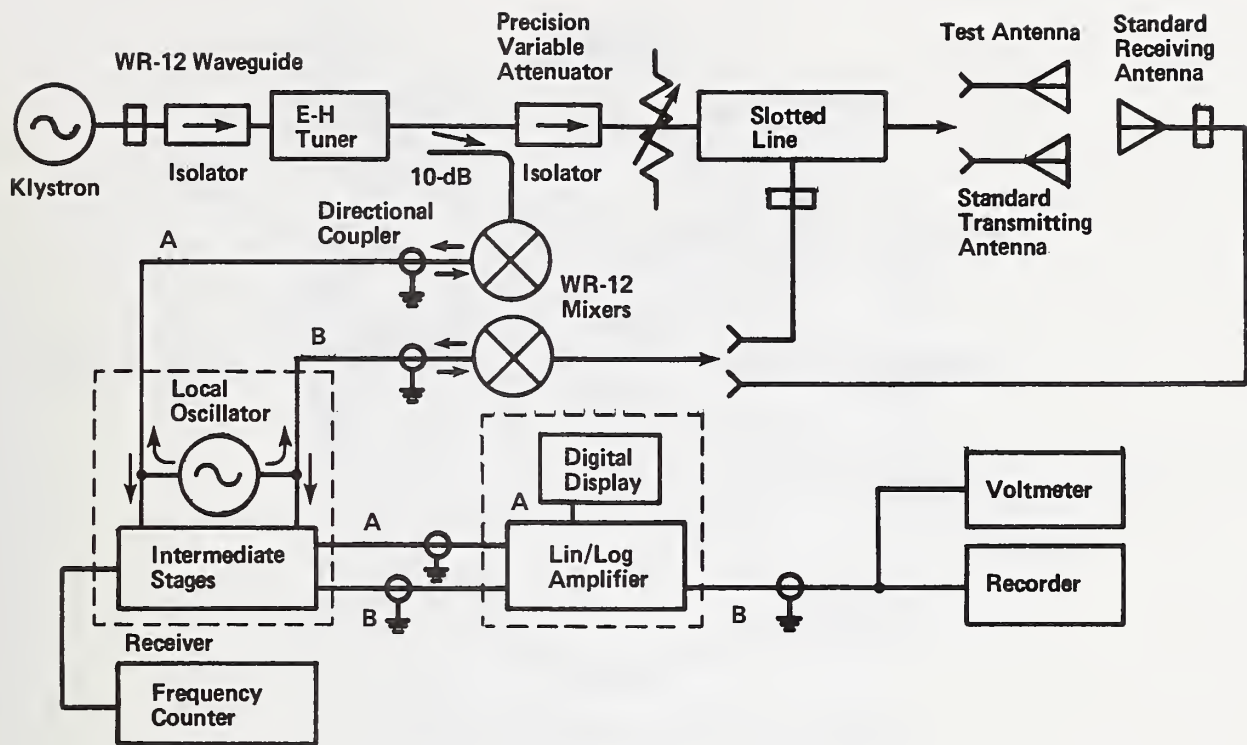 WR-12 Waveguide
Precision
Variable
Attenuator
Test Antenna
Standard
Receiving
Antenna
E-H
Tuner
Slotted
Line
Klystron
Isolator
10-dB
Isolator
Directional
Coupler
Standard
Transmitting
Antenna
A
WR-12
Mixers
B
Local
Oscillator
Digital
Display
Voltmeter
A
A
Intermediate
Stages
Lin/Log
Amplifier
Recorder
B
B
Receiver
Frequency
Counter